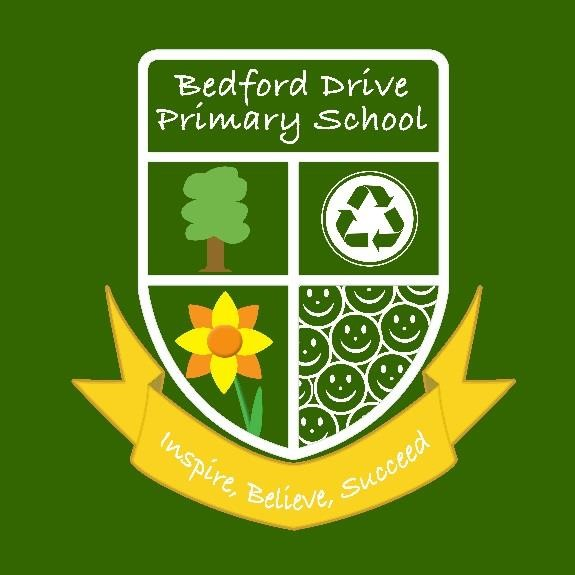 Bedford Drive
Primary School
Inspire, Believe, Succeed